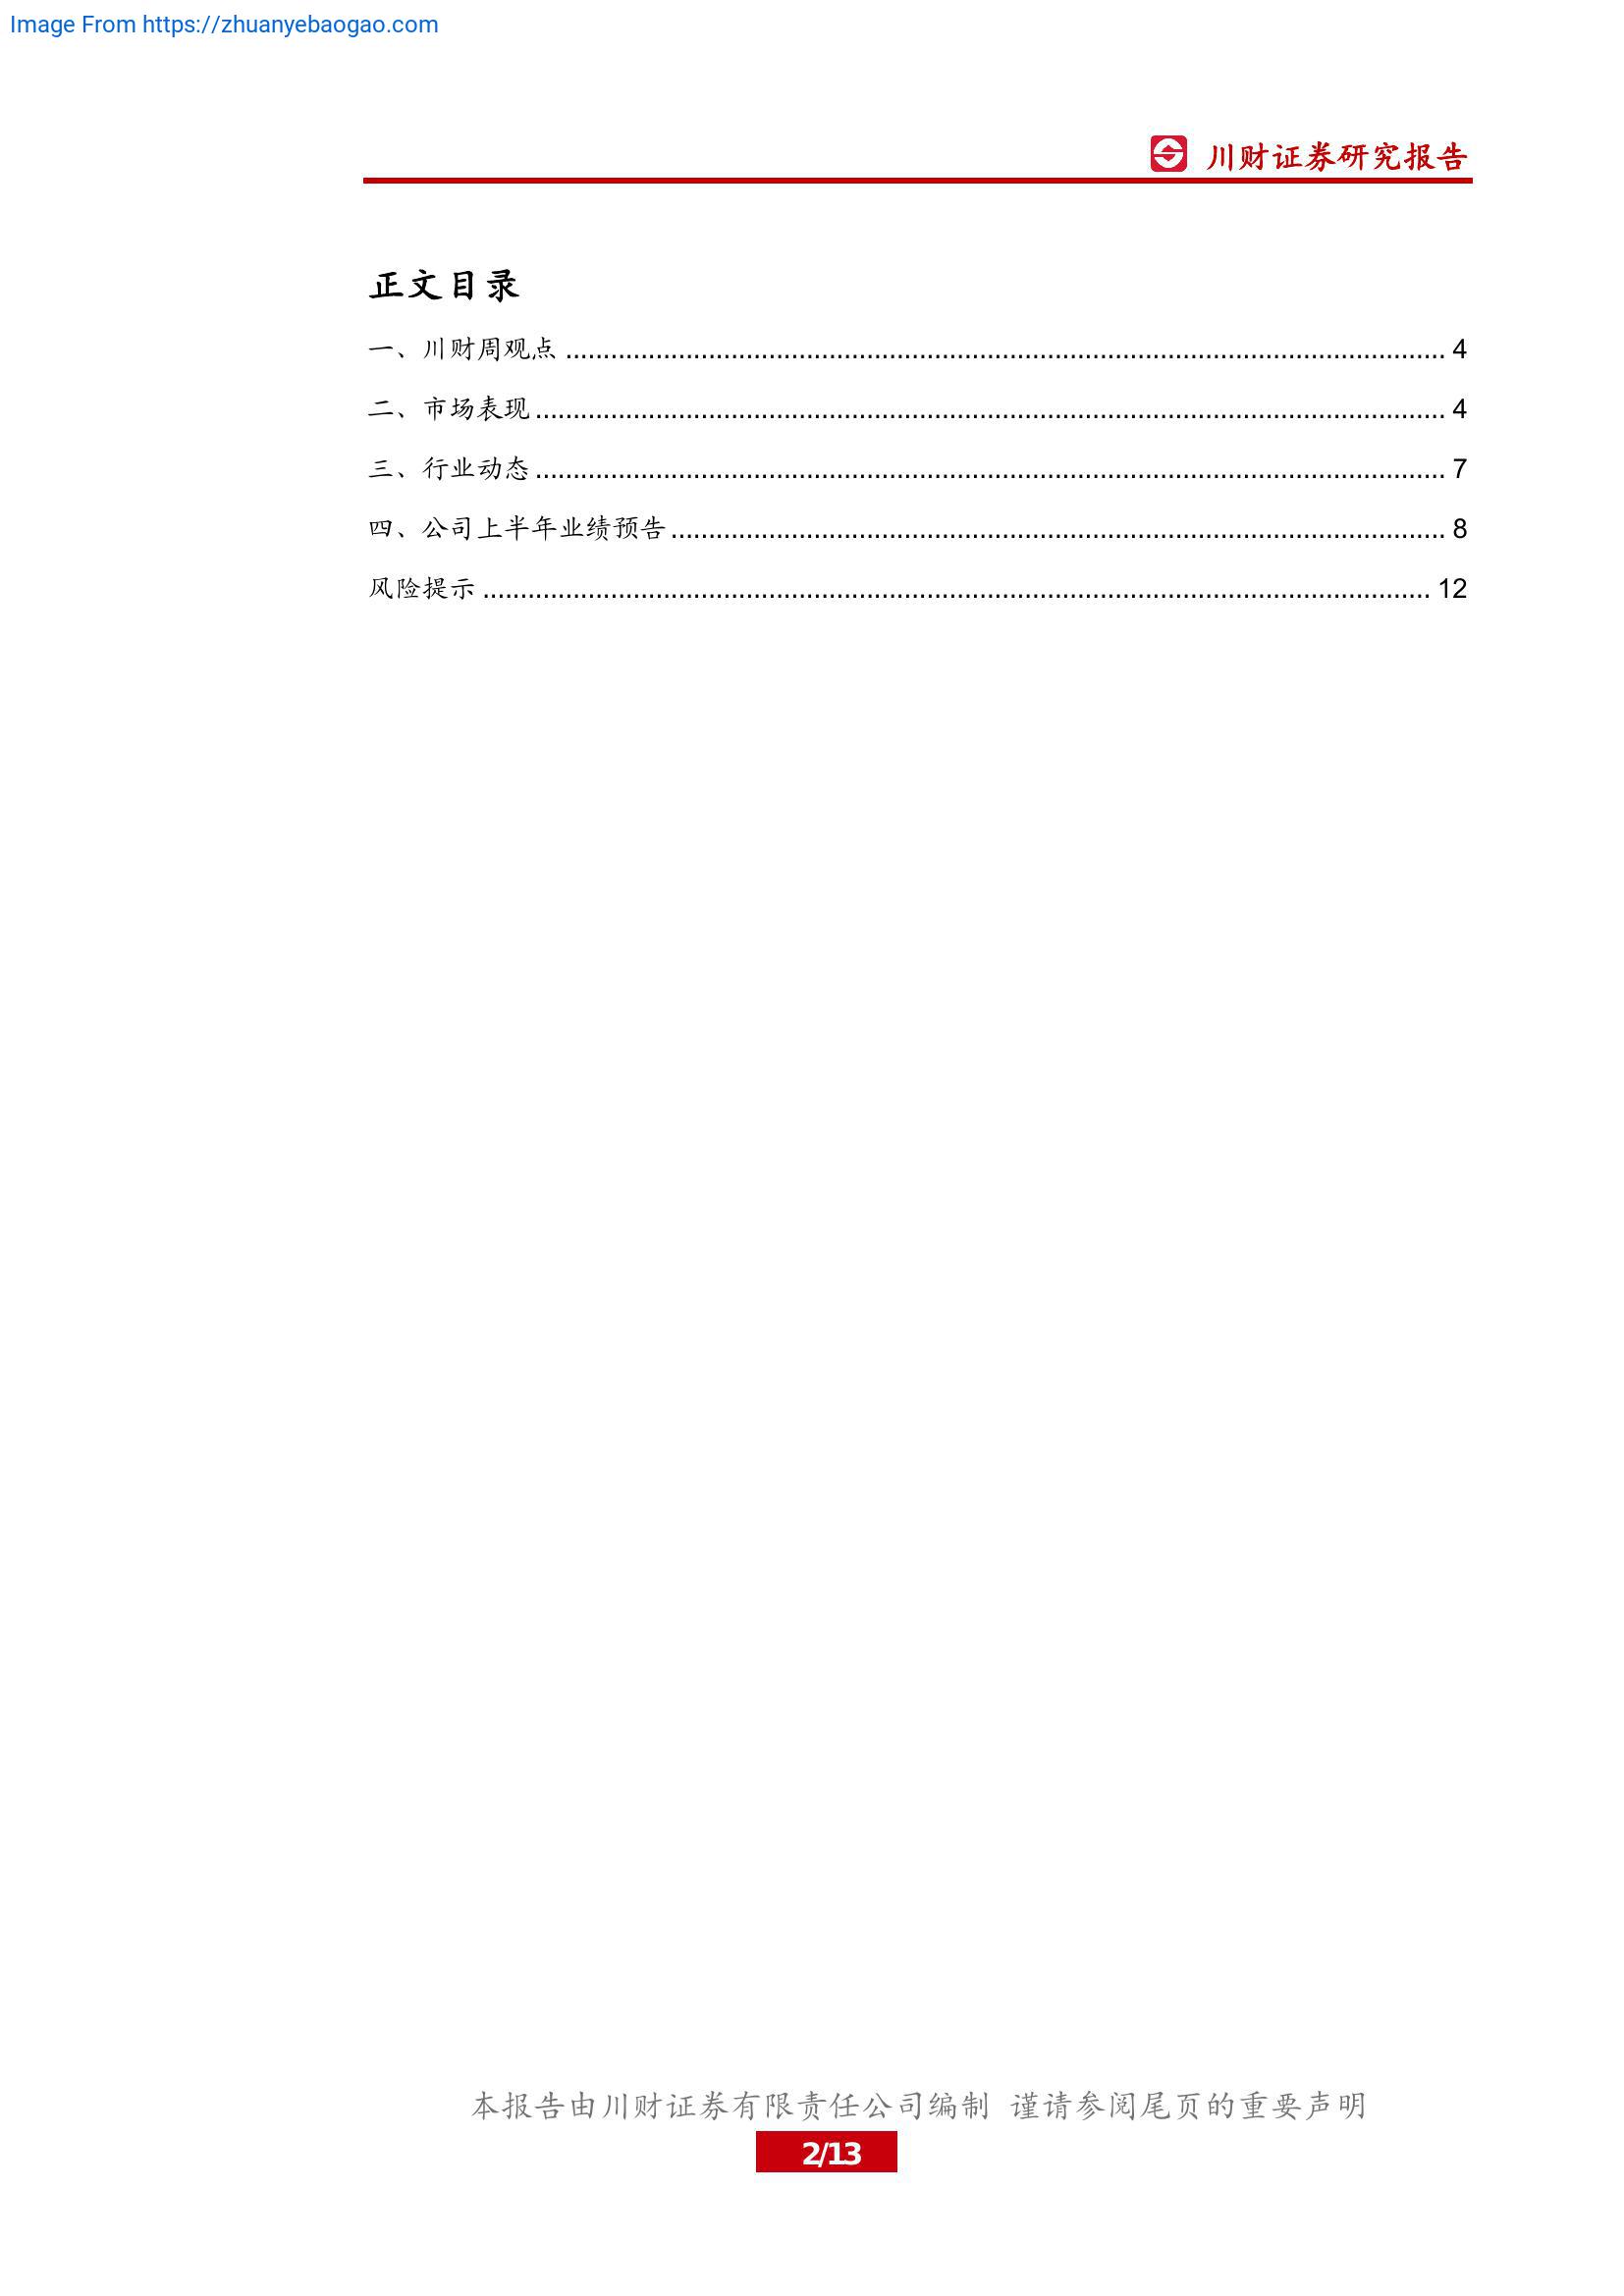 Image From https://zhuanyebaogao.com
川财证券研究报告
正文目录
一、川财周观点 ........................................................................................................................ 4
二、市场表现 ............................................................................................................................ 4
三、行业动态 ............................................................................................................................ 7
四、公司上半年业绩预告 ......................................................................................................... 8
风险提示 ................................................................................................................................. 12
本报告由川财证券有限责任公司编制 谨请参阅尾页的重要声明
2/13